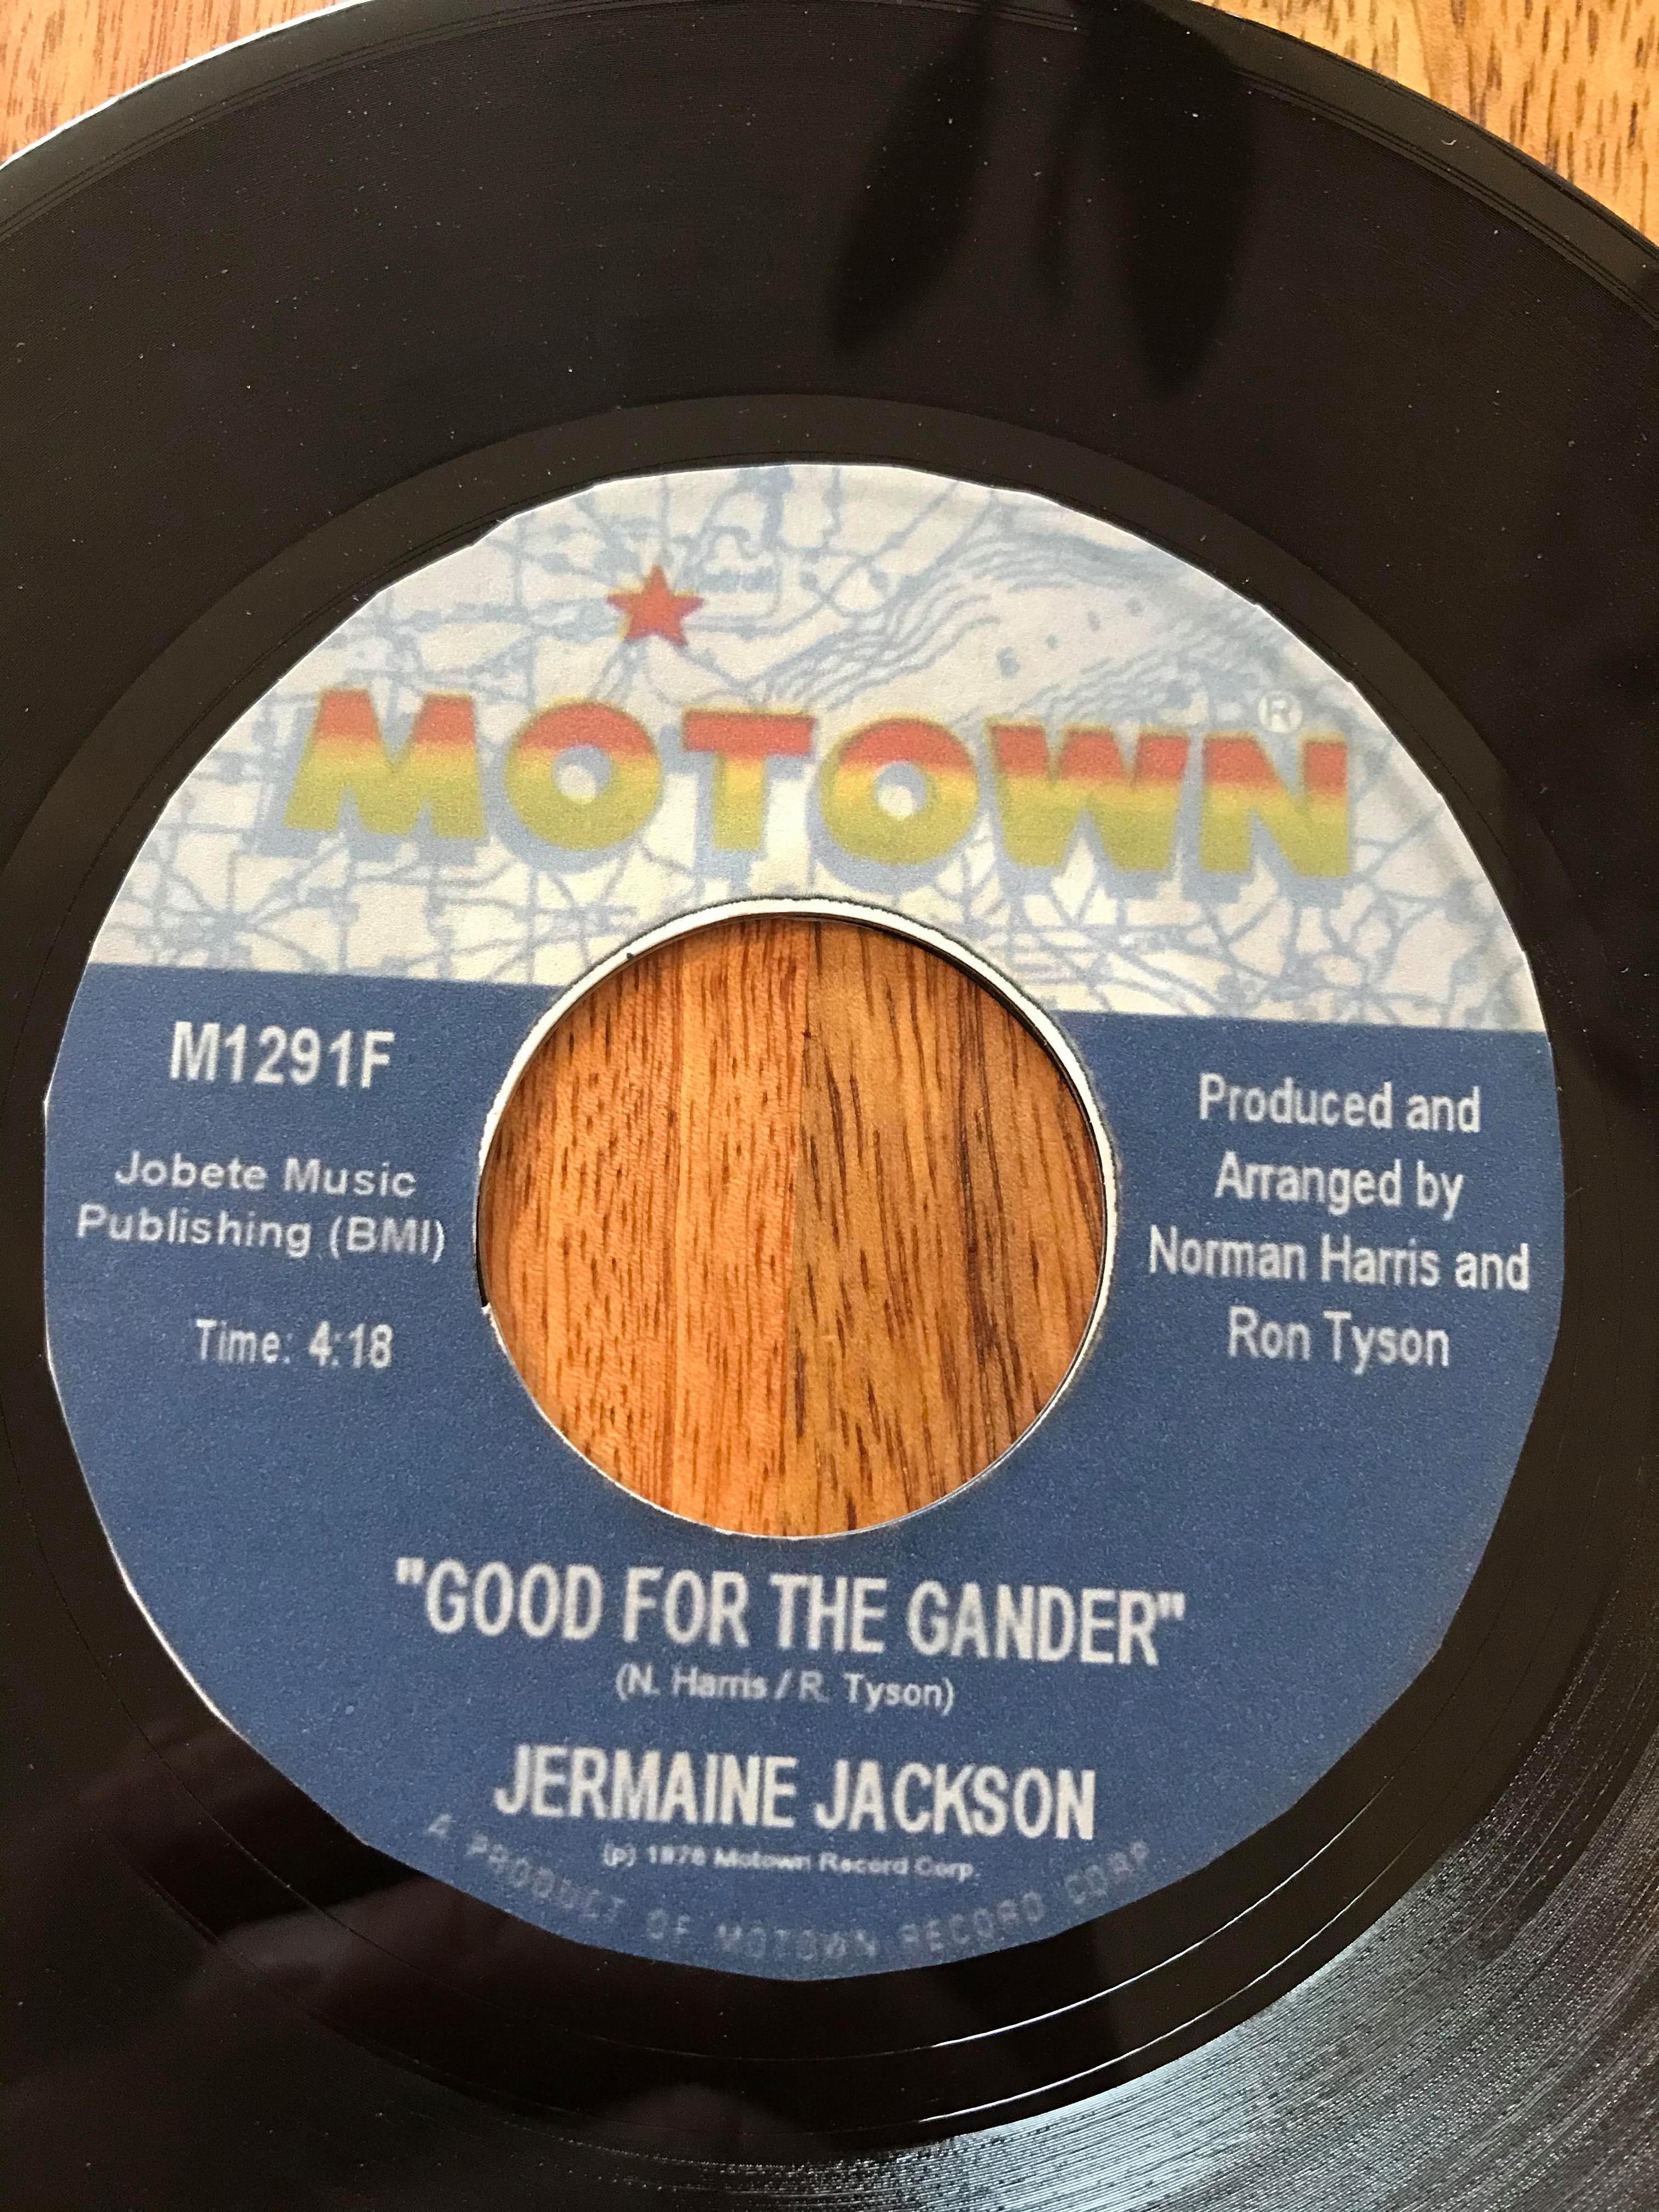 MOTOWN
®
M1291F
Jobete Music
Publishing (BMI)
Time: 4:18
Produced and
Arranged by
Norman Harris and
Ron Tyson
"GOOD FOR THE GANDER"
(N. Harris / R. Tyson)
JERMAINE JACKSON
(p) 1978 Motown Record Corp.
A PRODUCT OF MOTOWN RECORD CORP